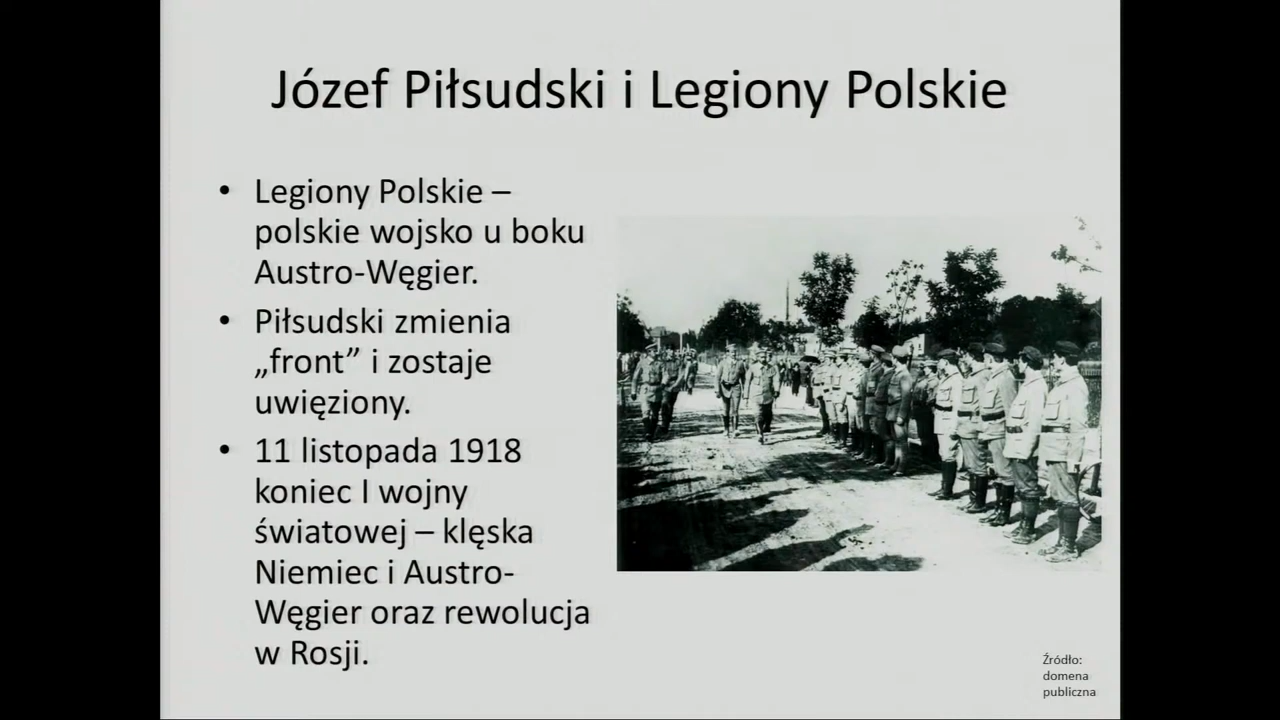 Józef Piłsudski i Legiony Polskie
• Legiony Polskie –
polskie wojsko u boku
Austro-Węgier.
• Piłsudski zmienia
„front” i zostaje
uwięziony.
• 11 listopada 1918
koniec I wojny
światowej – klęska
Niemiec i Austro-
Węgier oraz rewolucja
w Rosji.
Źródło:
domena
publiczna